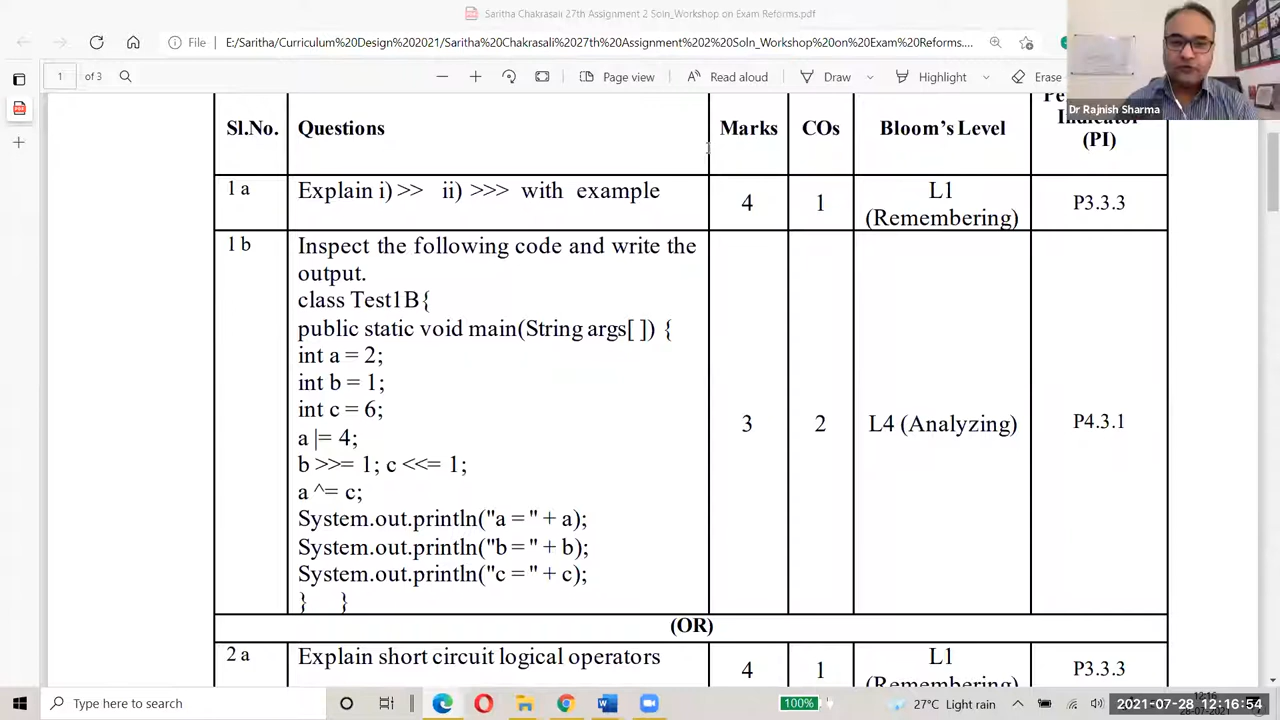 Saritha Chakrasali 27th Assignment 2 Soln_Workshop on Exam Reforms.pdf
File E:/Saritha/Curriculum%20Design%202021/Saritha%20Chakrasali%2027th%20Assignment%202%20Soln_Workshop%20on%20Exam%20Reforms....
1 of 3 Page view Read aloud Draw Highlight Erase
Dr Rajnish Sharma
Sl.No. Questions Marks COs Bloom's Level Indicator (PI)
1 a Explain i) >> ii) >>> with example 4 1 L1 (Remembering) P3.3.3
1 b Inspect the following code and write the
output.
class Test1B{
public static void main(String args[ ]) {
int a = 2;
int b = 1;
int c = 6;
a |= 4;
b >>= 1; c <<= 1;
a ^= c;
System.out.println("a = " + a);
System.out.println("b = " + b);
System.out.println("c = " + c);
} }
3 2 L4 (Analyzing) P4.3.1
(OR)
2 a Explain short circuit logical operators 4 1 L1 (Remembering) P3.3.3
Type here to search 100% 27°C Light rain 12:16
2021-07-28 12:16:54